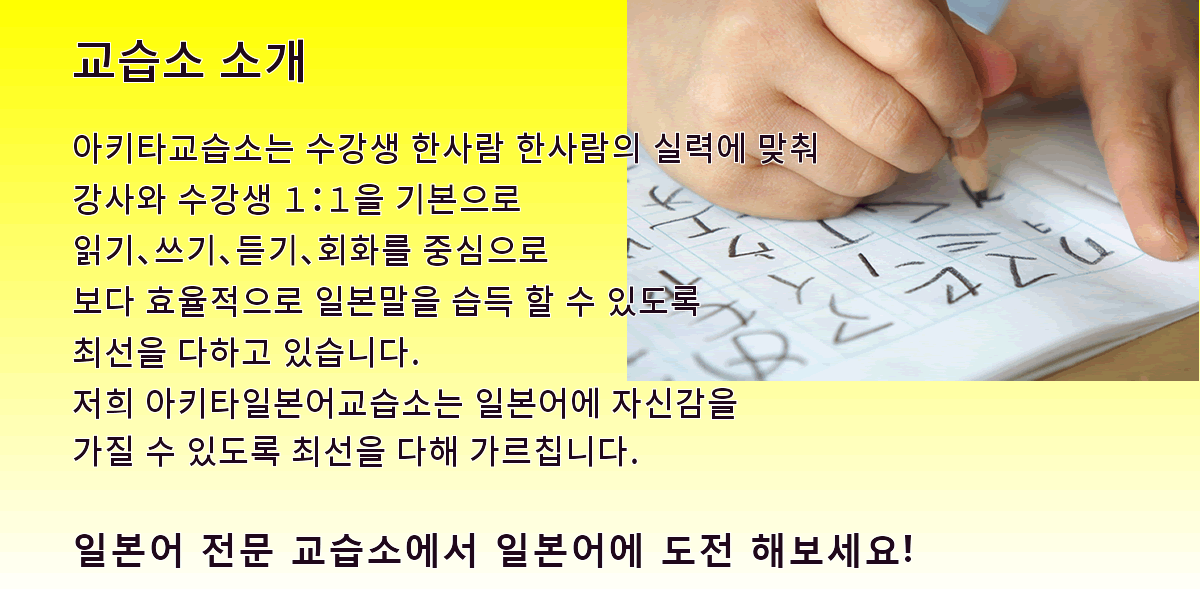 교습소 소개
아키타교습소는 수강생 한사람 한사람의 실력에 맞춰
강사와 수강생 1:1을 기본으로
읽기、쓰기、듣기、회화를 중심으로
보다 효율적으로 일본말을 습득 할 수 있도록
최선을 다하고 있습니다.
저희 아키타일본어교습소는 일본어에 자신감을
가질 수 있도록 최선을 다해 가르칩니다.
일본어 전문 교습소에서 일본어에 도전 해보세요!